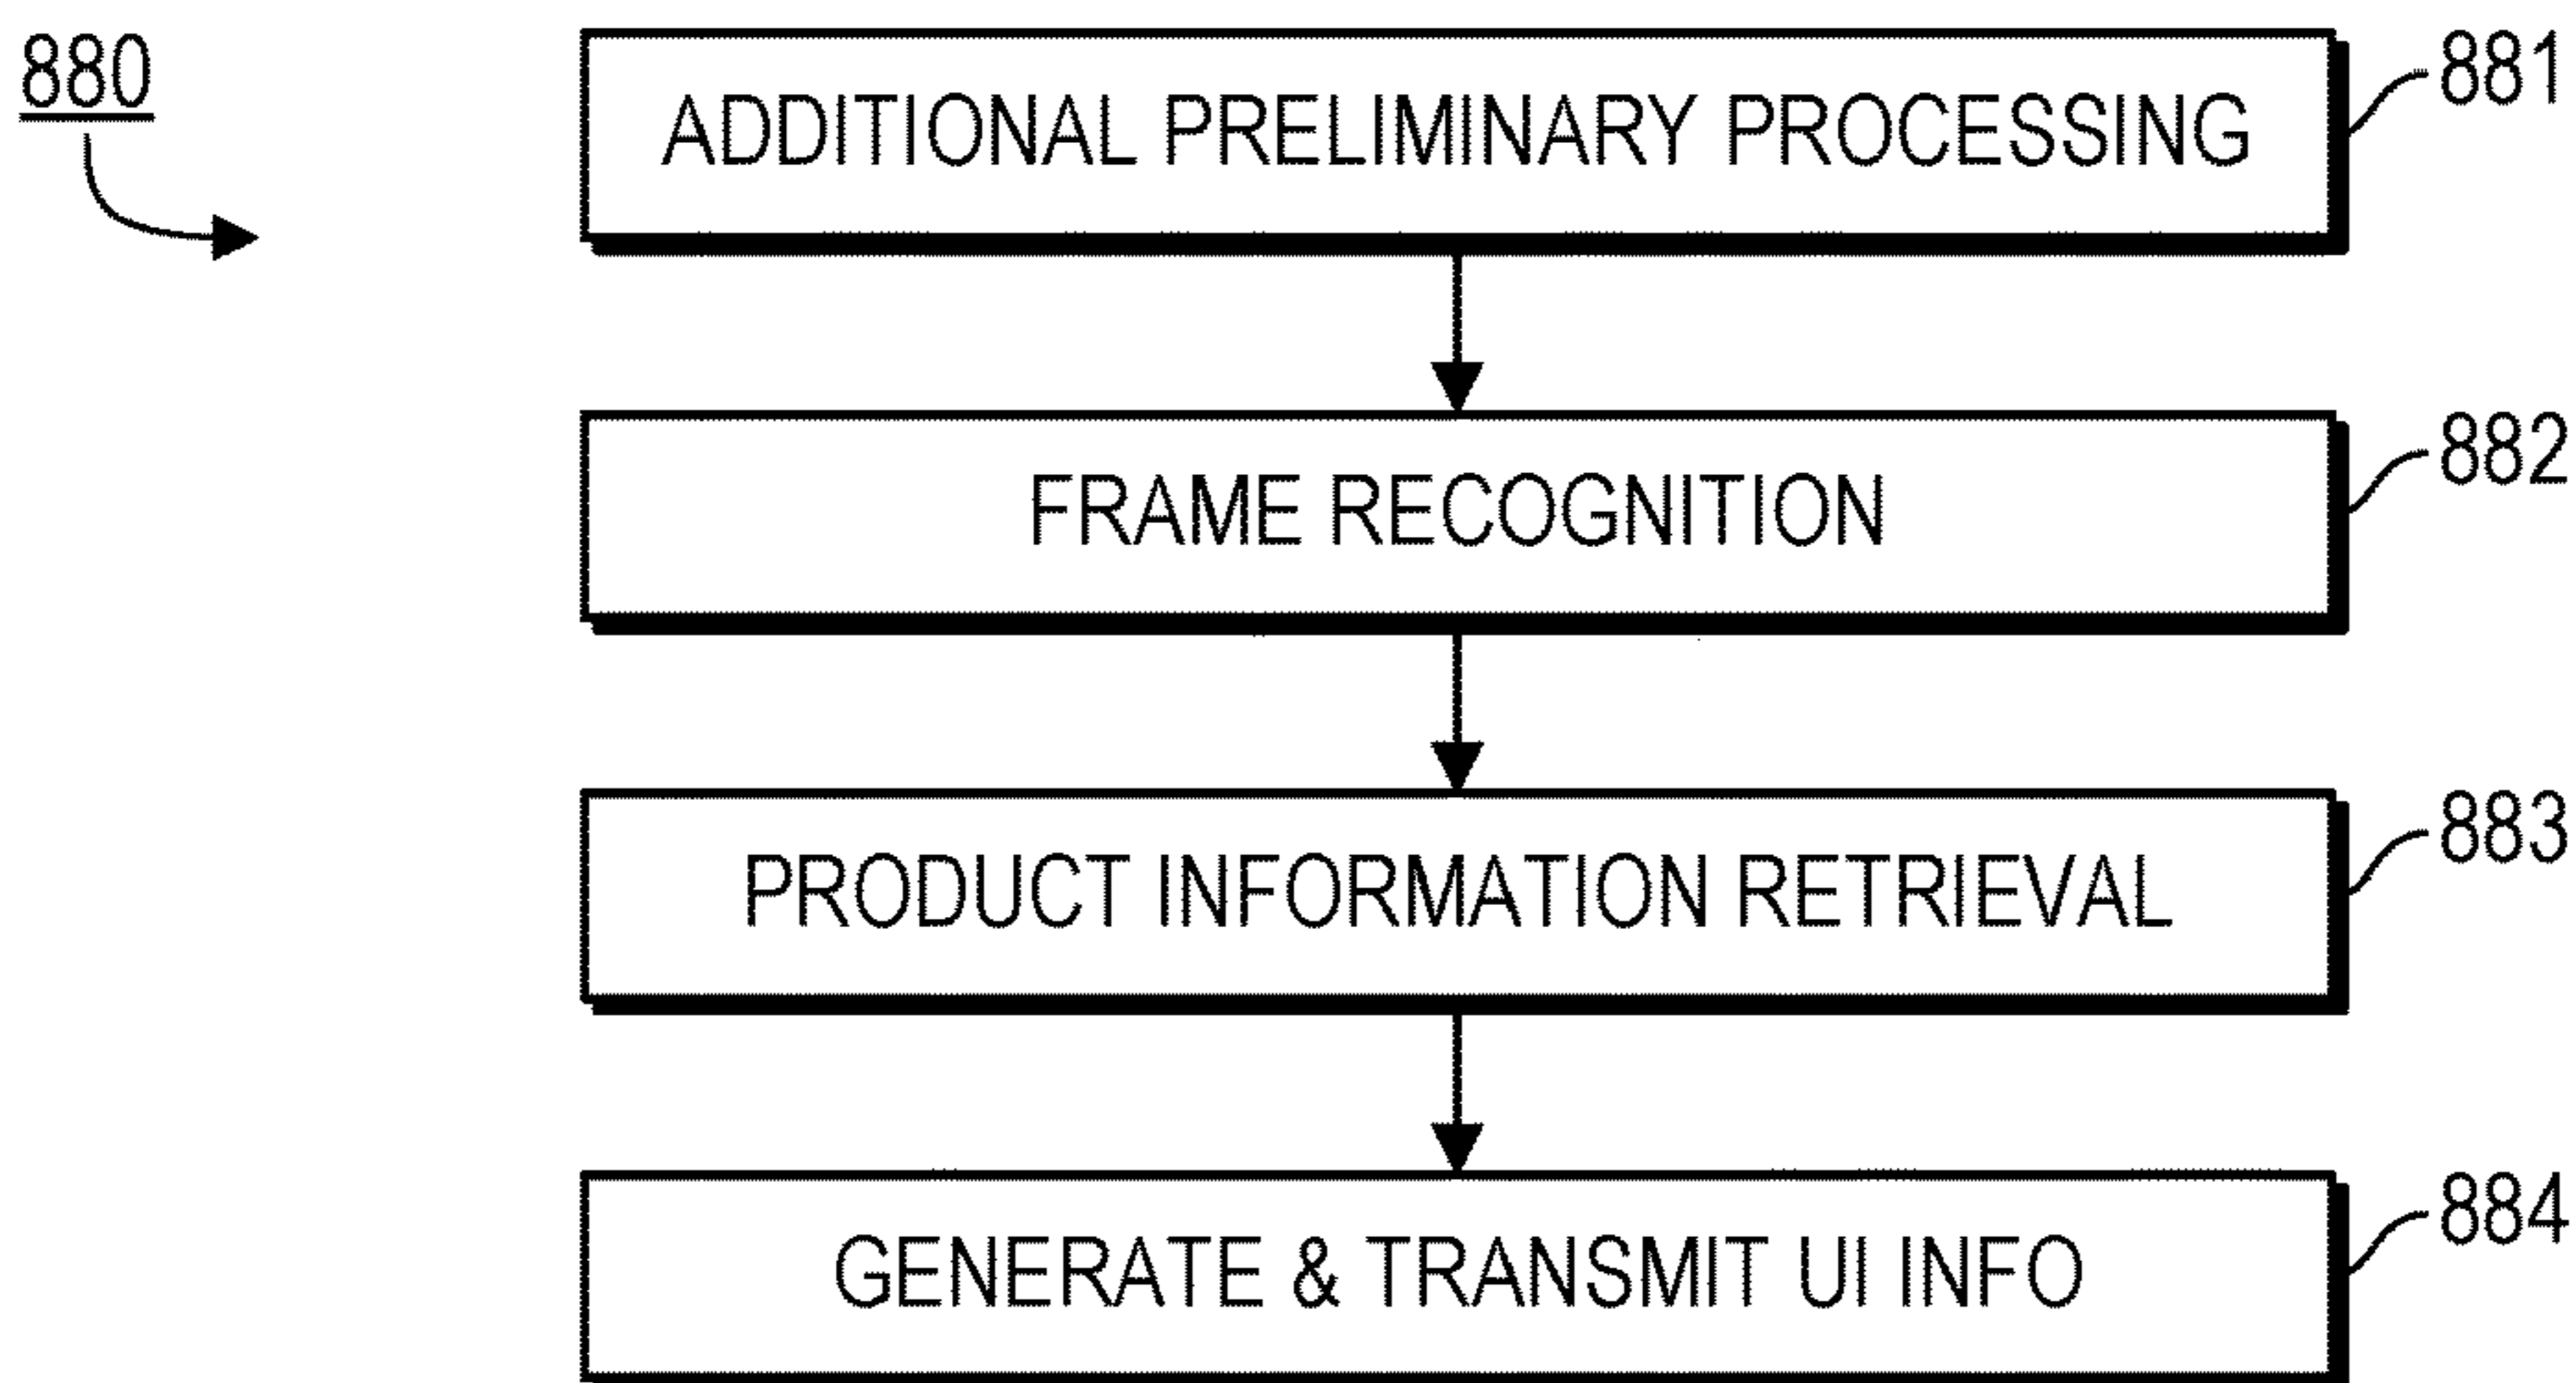 880
ADDITIONAL PRELIMINARY PROCESSING
881
FRAME RECOGNITION
882
PRODUCT INFORMATION RETRIEVAL
883
GENERATE & TRANSMIT UI INFO
884